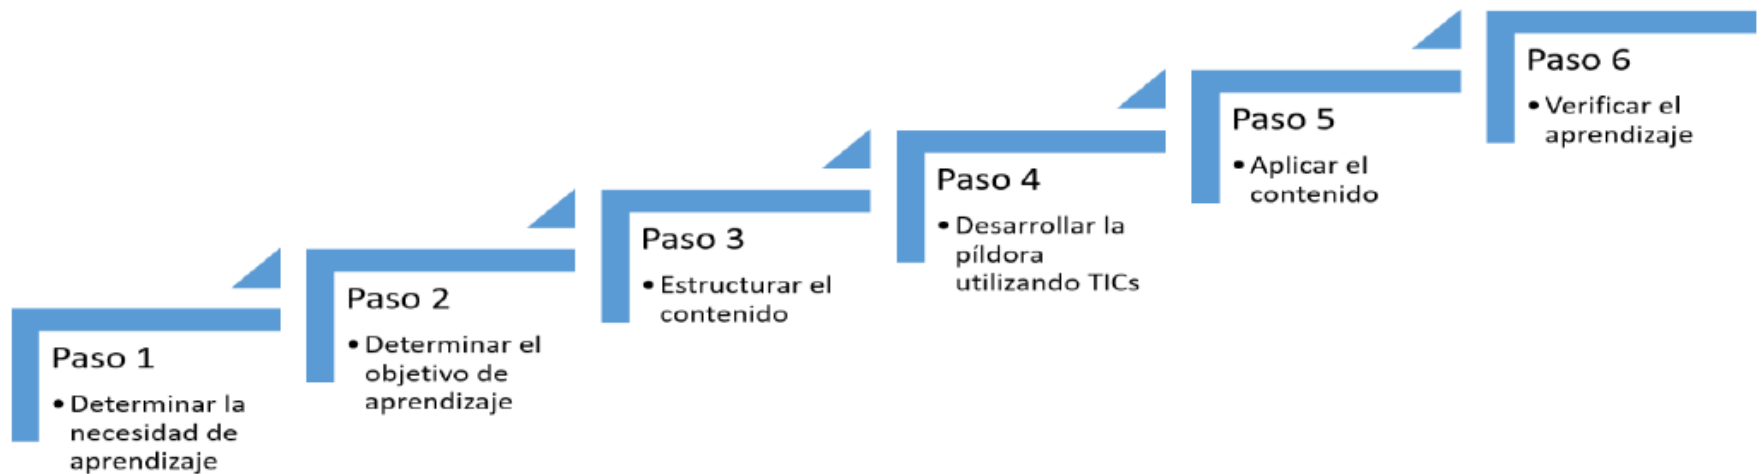 Paso 1
• Determinar la
necesidad de
aprendizaje
Paso 2
• Determinar el
objetivo de
aprendizaje
Paso 3
• Estructurar el
contenido
Paso 4
• Desarrollar la
píldora
utilizando TICs
Paso 5
• Aplicar el
contenido
Paso 6
• Verificar el
aprendizaje